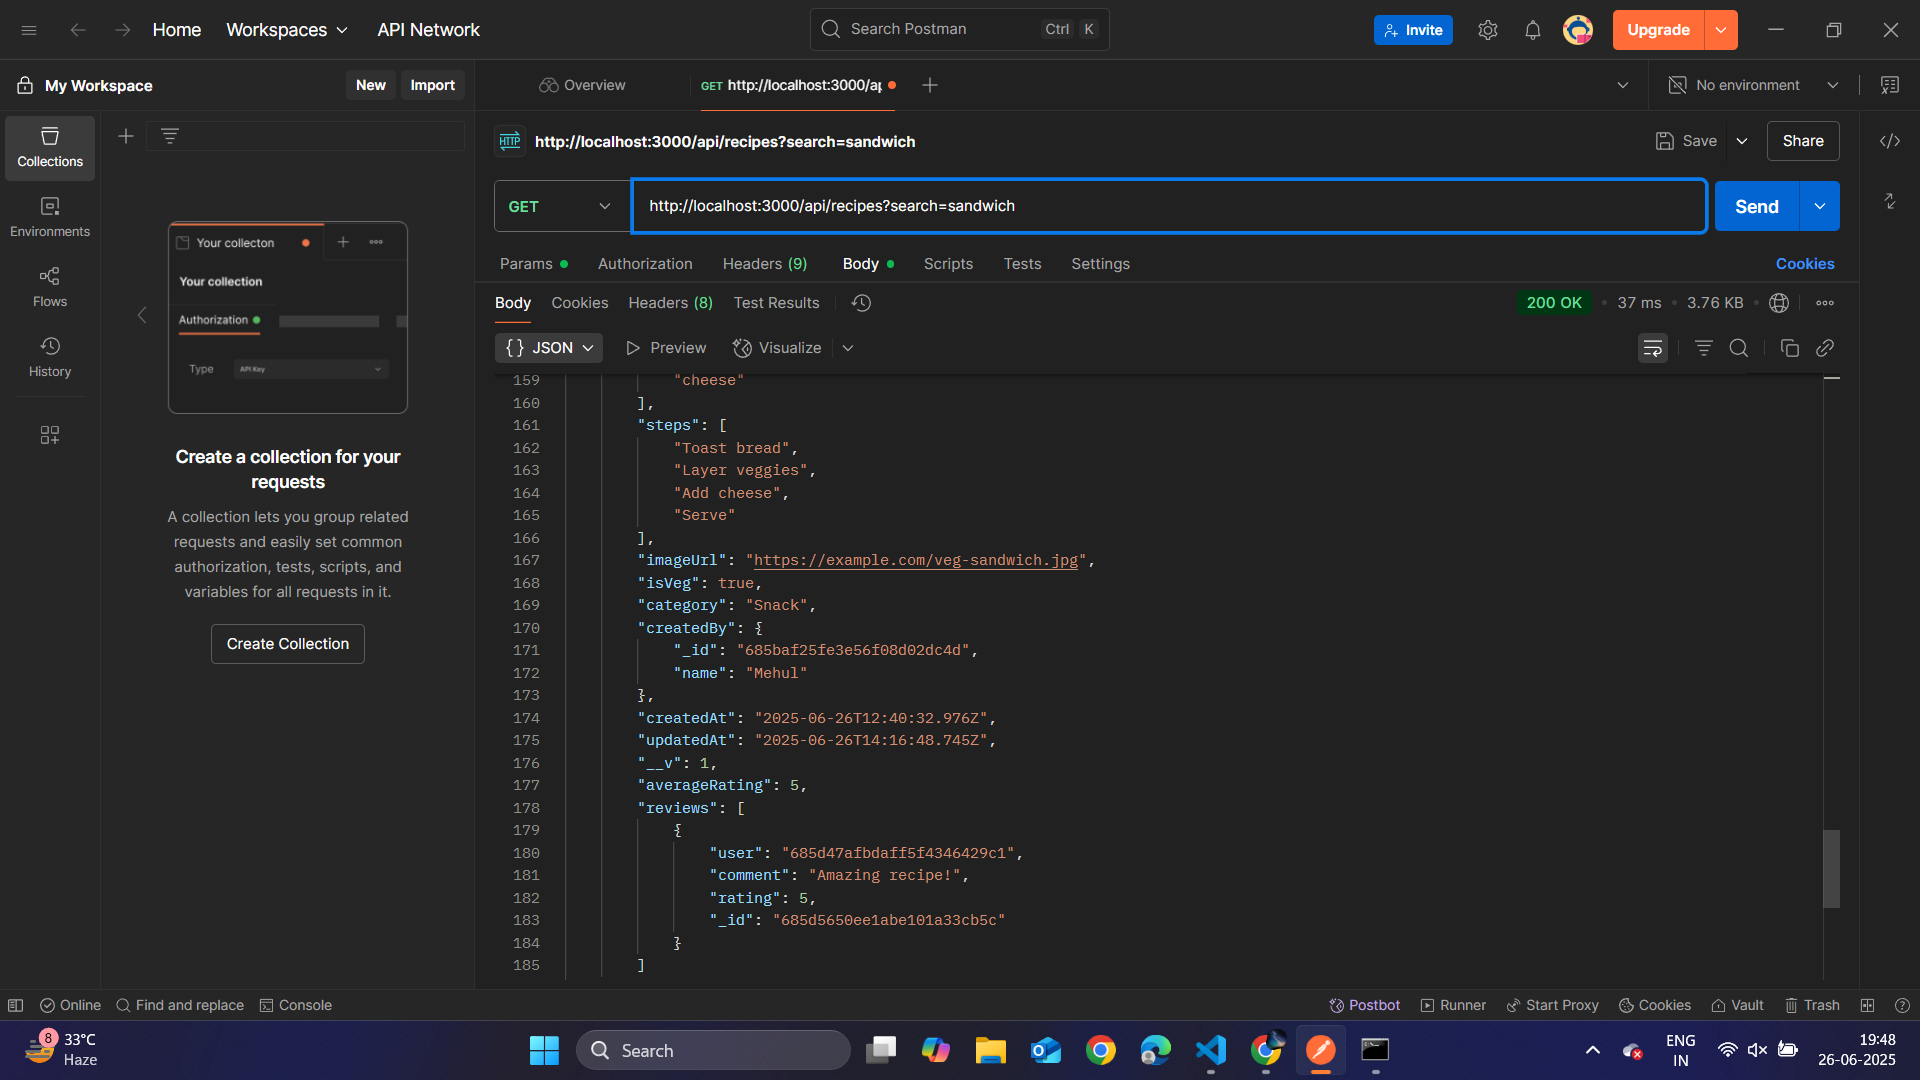 Home
Workspaces
API Network
Search Postman
Ctrl
K
Invite
Upgrade
My Workspace
New
Import
Overview
GET http://localhost:3000/ap
No environment
Collections
Environments
Flows
History
Your collecton
Your collection
Authorization
Type
API Key
Create a collection for your
requests
A collection lets you group related
requests and easily set common
authorization, tests, scripts, and
variables for all requests in it.
Create Collection
HTTP
http://localhost:3000/api/recipes?search=sandwich
Save
Share
GET
http://localhost:3000/api/recipes?search=sandwich
Send
Params
Authorization
Headers (9)
Body
Scripts
Tests
Settings
Cookies
Body
Cookies
Headers (8)
Test Results
200 OK
37 ms
3.76 KB
{} JSON
Preview
Visualize
159 "cheese"
160 ],
161 "steps": [
162 "Toast bread",
163 "Layer veggies",
164 "Add cheese",
165 "Serve"
166 ],
167 "imageUrl": "https://example.com/veg-sandwich.jpg",
168 "isVeg": true,
169 "category": "Snack",
170 "createdBy": {
171 "_id": "685baf25fe3e56f08d02dc4d",
172 "name": "Mehul"
173 },
174 "createdAt": "2025-06-26T12:40:32.976Z",
175 "updatedAt": "2025-06-26T14:16:48.745Z",
176 "__v": 1,
177 "averageRating": 5,
178 "reviews": [
179 {
180 "user": "685d47afbdaff5f4346429c1",
181 "comment": "Amazing recipe!",
182 "rating": 5,
183 "_id": "685d5650ee1abe101a33cb5c"
184 }
185 ]
Online
Find and replace
Console
Postbot
Runner
Start Proxy
Cookies
Vault
Trash
8
33°C
Haze
Search
ENG
IN
19:48
26-06-2025